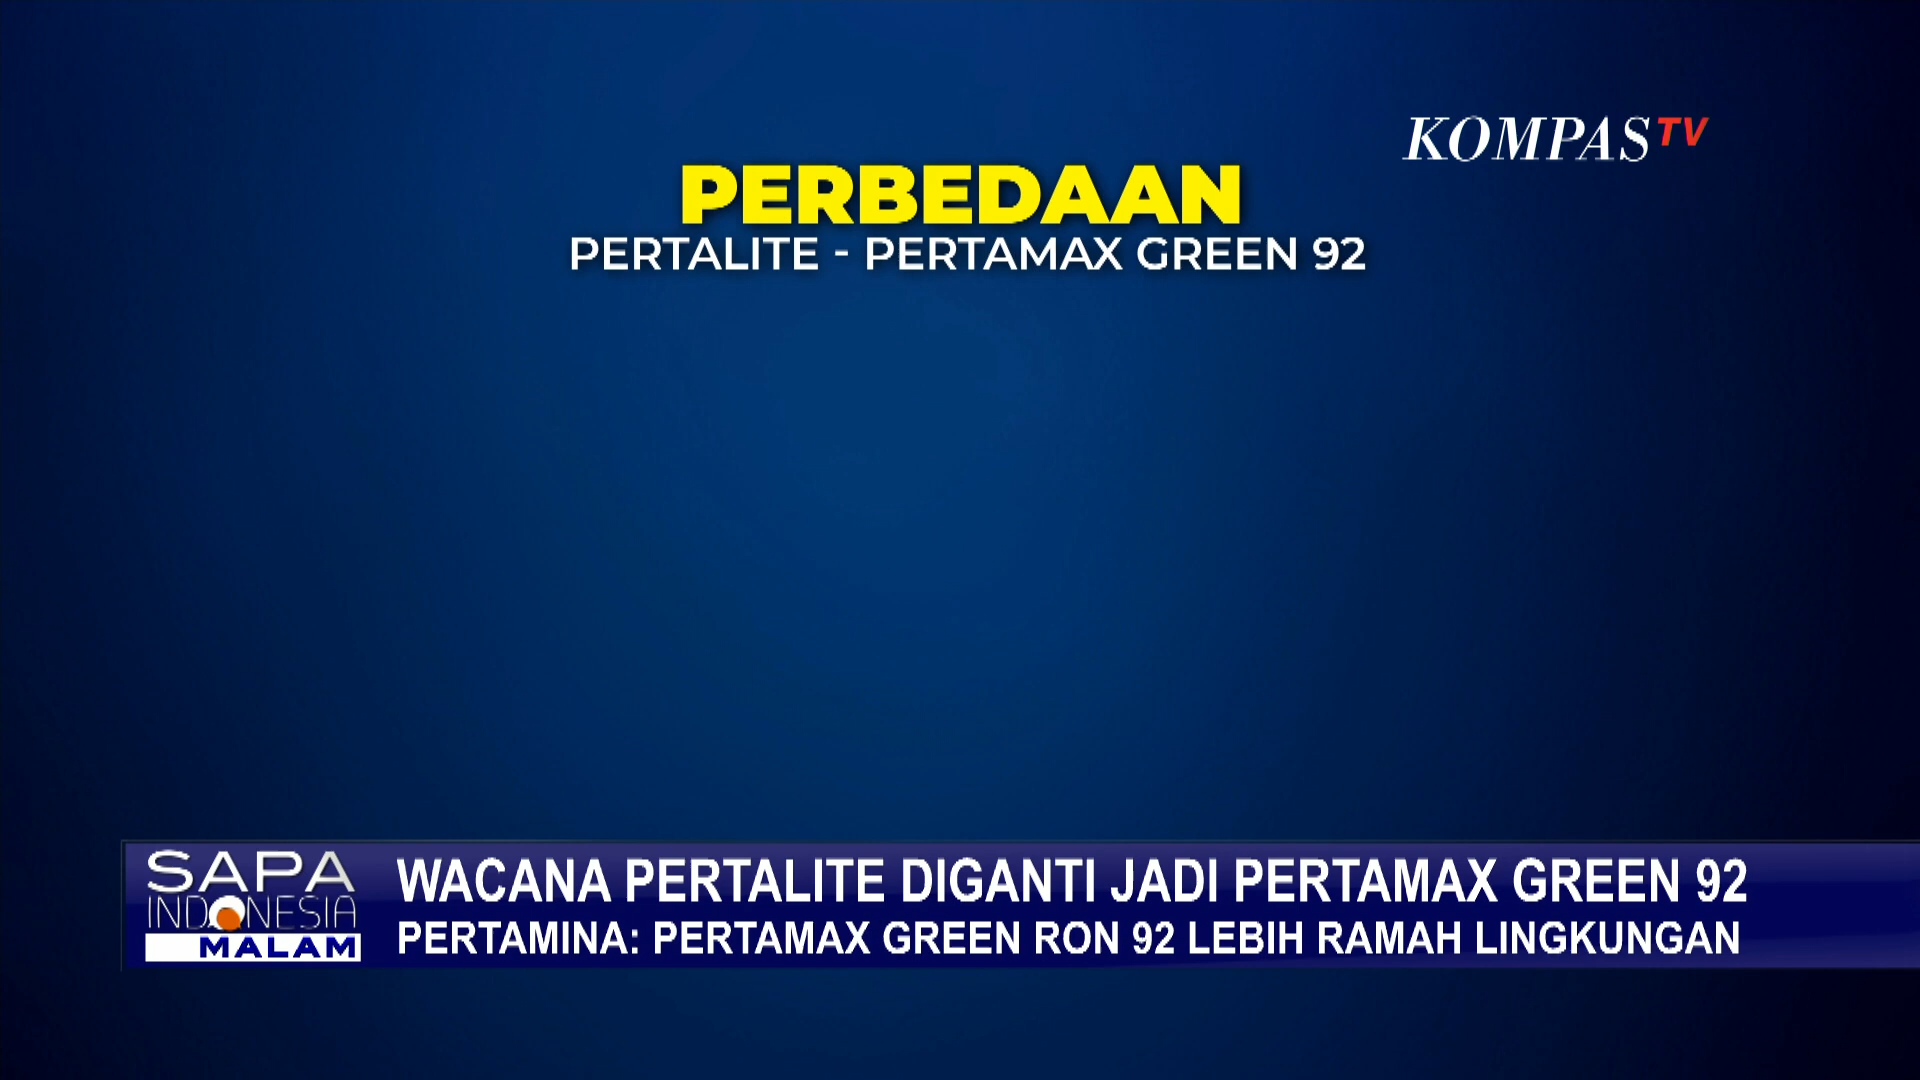 KOMPAS TV
PERBEDAAN
PERTALITE - PERTAMAX GREEN 92
SAPA
INDONESIA
MALAM
WACANA PERTALITE DIGANTI JADI PERTAMAX GREEN 92
PERTAMINA: PERTAMAX GREEN RON 92 LEBIH RAMAH LINGKUNGAN